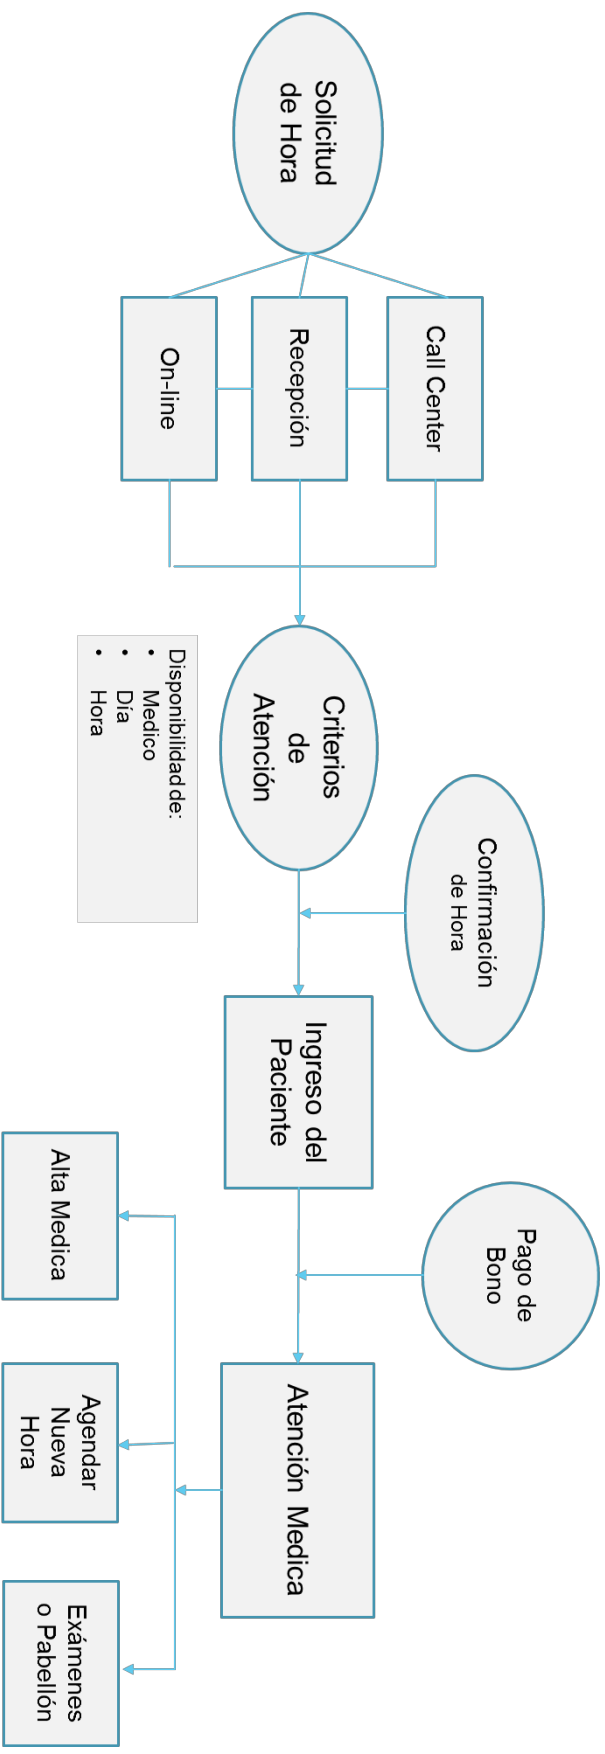 Solicitud
de Hora
Call Center
Recepción
On-line
Criterios
de
Atención
Disponibilidad de:
• Medico
• Día
• Hora
Confirmación
de Hora
Ingreso del
Paciente
Pago de
Bono
Atención Medica
Alta Medica
Agendar
Nueva
Hora
Exámenes
o Pabellón